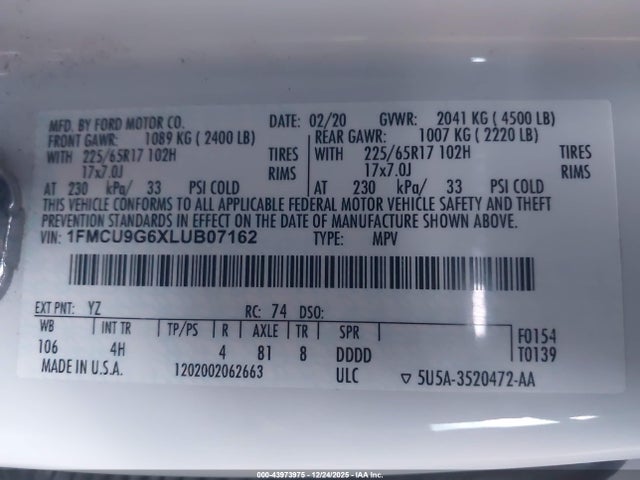 MFD. BY FORD MOTOR CO. DATE: 02/20 GVWR: 2041 KG ( 4500 LB)
FRONT GAWR: 1089 KG ( 2400 LB) REAR GAWR: 1007 KG ( 2220 LB)
WITH 225/65R17 102H TIRES WITH 225/65R17 102H TIRES
17x7.0J RIMS 17x7.0J RIMS
AT 230 kPa/ 33 PSI COLD AT 230 kPa/ 33 PSI COLD
THIS VEHICLE CONFORMS TO ALL APPLICABLE FEDERAL MOTOR VEHICLE SAFETY AND THEFT
PREVENTION STANDARDS IN EFFECT ON THE DATE OF MANUFACTURE SHOWN ABOVE.
VIN: 1FMCU9G6XLUB07162 TYPE: MPV
EXT PNT: YZ RC: 74 DSO:
WB INT TR TP/PS R AXLE TR SPR F0154
106 4H 4 81 8 DDDD T0139
MADE IN U.S.A. 1202002062663 ULC ▽ 5U5A-3520472-AA
000-43973975 - 12/24/2025 - IAA Inc.